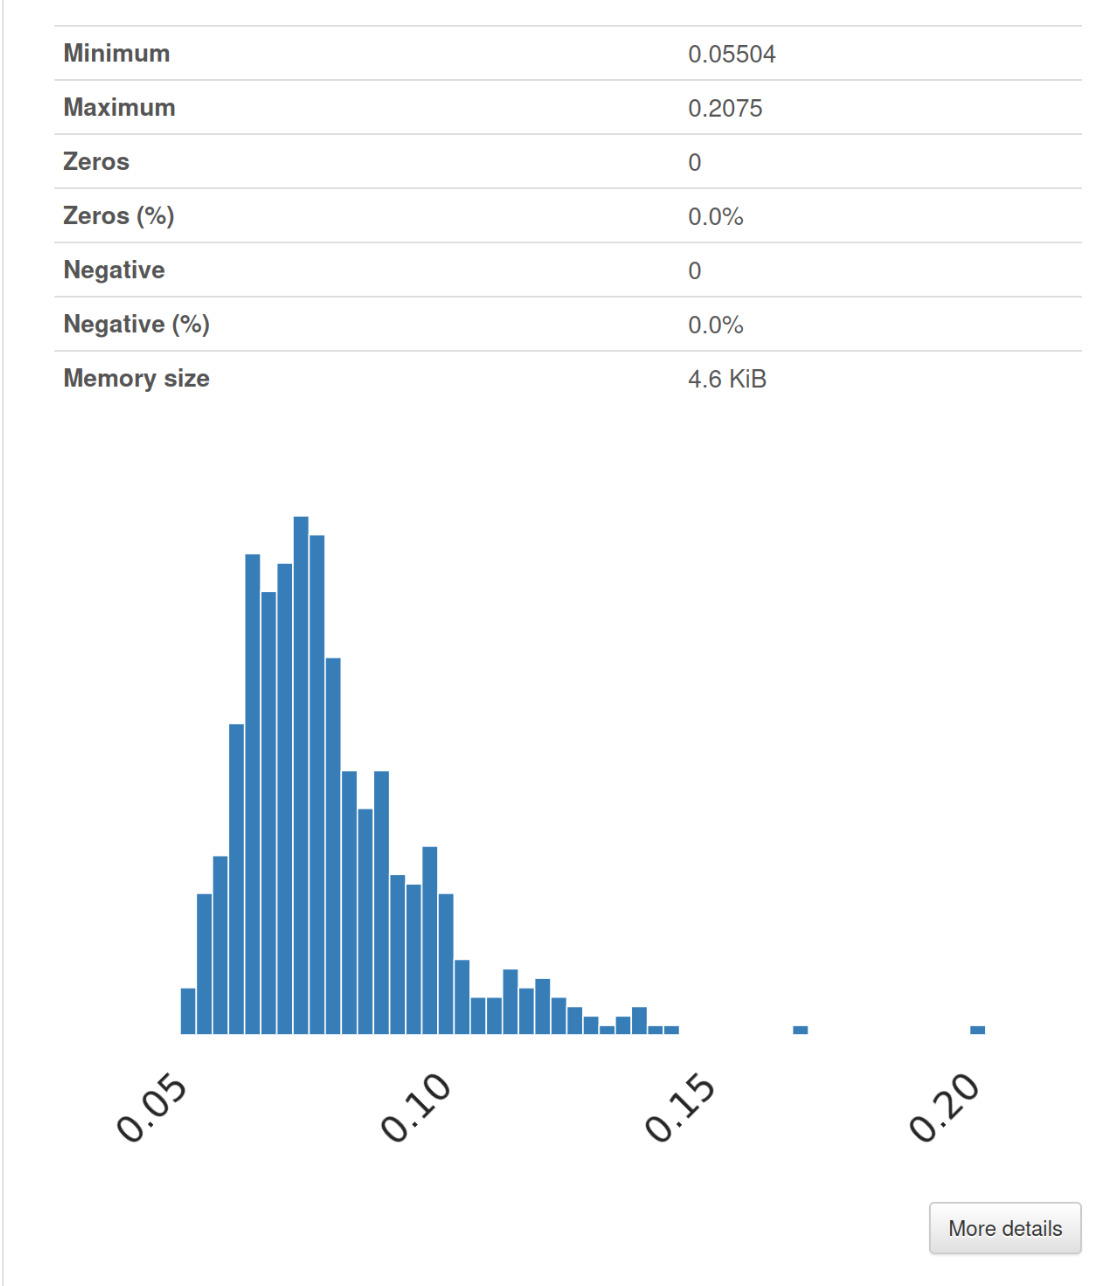 Minimum 0.05504
Maximum 0.2075
Zeros 0
Zeros (%) 0.0%
Negative 0
Negative (%) 0.0%
Memory size 4.6 KiB
0.05 0.10 0.15 0.20
More details